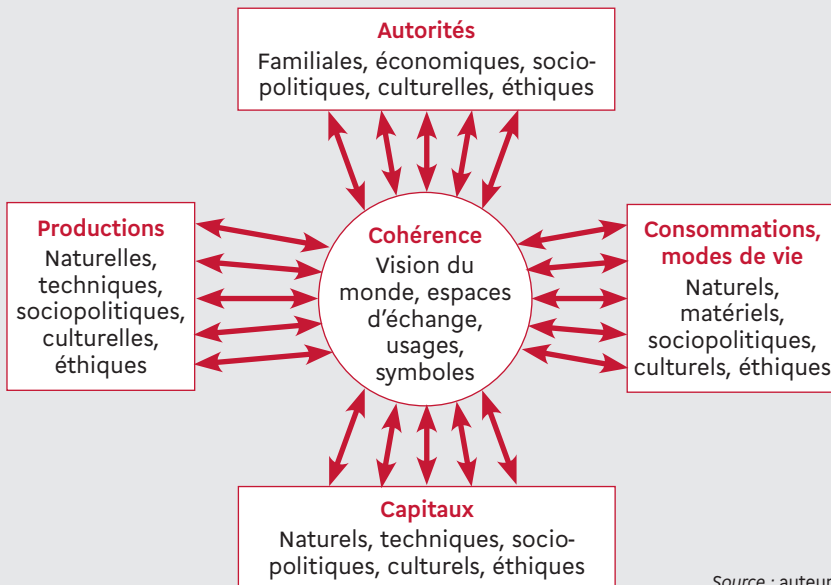 Autorités
Familiales, économiques, socio-
politiques, culturelles, éthiques
Productions
Naturelles,
techniques,
sociopolitiques,
culturelles,
éthiques
Cohérence
Vision du
monde, espaces
d’échange,
usages,
symboles
Consommations,
modes de vie
Naturels,
matériels,
sociopolitiques,
culturels, éthiques
Capitaux
Naturels, techniques, socio-
politiques, culturels, éthiques
Source : auteur